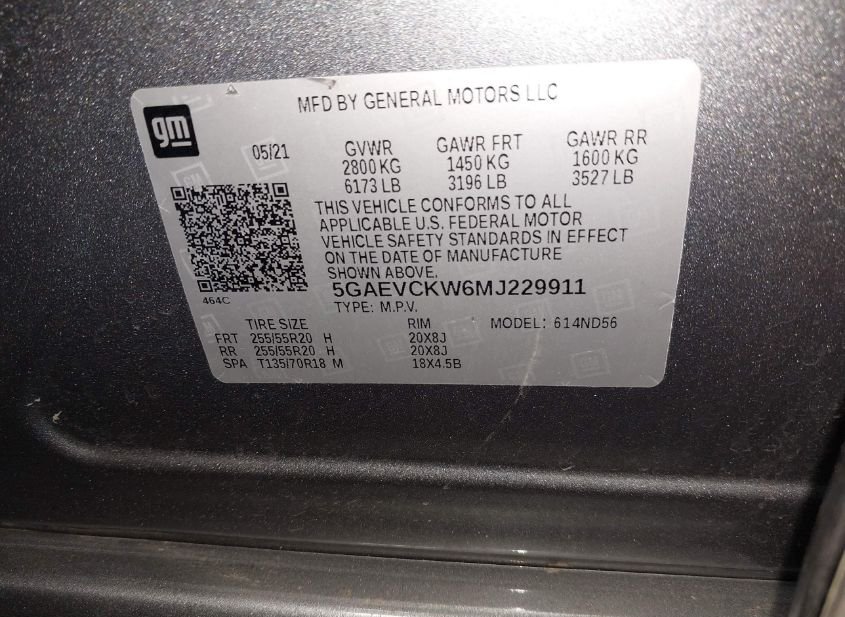 gm
MFD BY GENERAL MOTORS LLC
05/21 GVWR GAWR FRT GAWR RR
2800 KG 1450 KG 1600 KG
6173 LB 3196 LB 3527 LB
THIS VEHICLE CONFORMS TO ALL
APPLICABLE U.S. FEDERAL MOTOR
VEHICLE SAFETY STANDARDS IN EFFECT
ON THE DATE OF MANUFACTURE
SHOWN ABOVE.
464C 5GAEVCKW6MJ229911
TYPE: M.P.V.
TIRE SIZE RIM MODEL: 614ND56
FRT 255/55R20 H 20X8J
RR 255/55R20 H 20X8J
SPA T135/70R18 M 18X4.5B